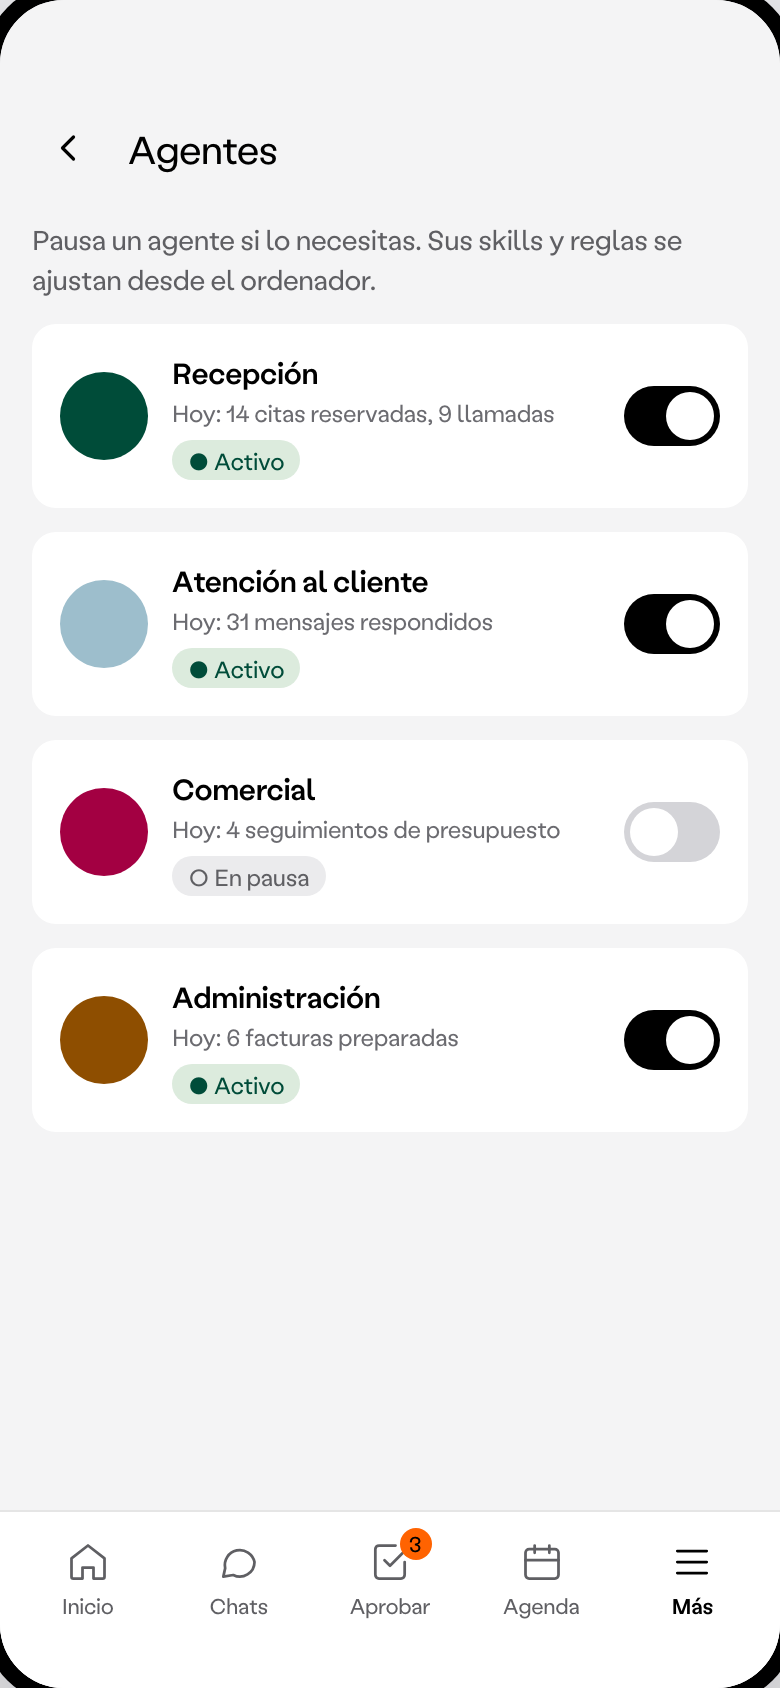 Agentes
Pausa un agente si lo necesitas. Sus skills y reglas se
ajustan desde el ordenador.
Recepción
Hoy: 14 citas reservadas, 9 llamadas
Activo
Atención al cliente
Hoy: 31 mensajes respondidos
Activo
Comercial
Hoy: 4 seguimientos de presupuesto
En pausa
Administración
Hoy: 6 facturas preparadas
Activo
3
Inicio
Chats
Aprobar
Agenda
Más